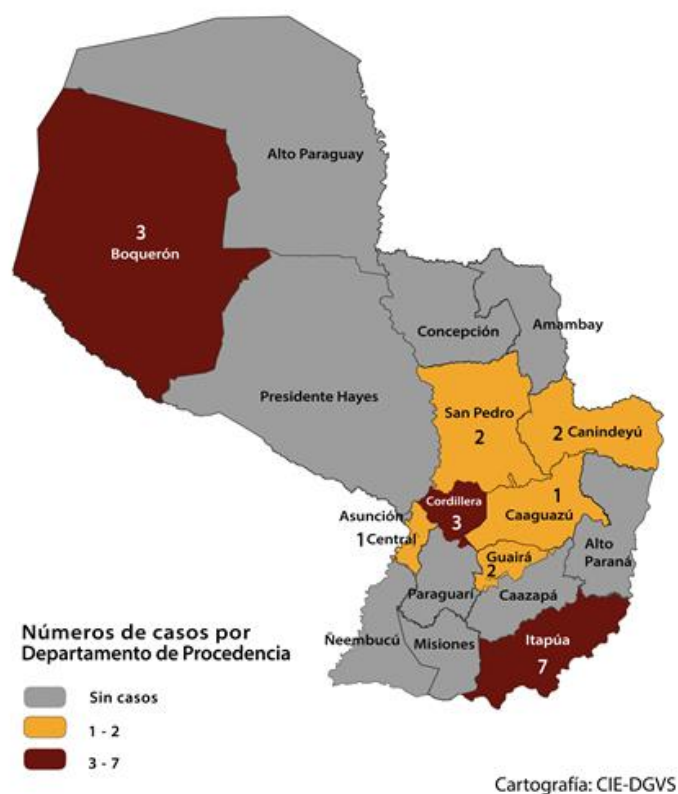 Alto Paraguay
3
Boquerón
Concepción
Amambay
Presidente Hayes
San Pedro
2
2 Canindeyú
Cordillera
3
1
Caaguazú
Asunción
1 Central
Guairá
2
Alto
Paraná
Paraguarí
Caazapá
Ñeembucú
Misiones
Itapúa
7
Números de casos por
Departamento de Procedencia
Sin casos
1 - 2
3 - 7
Cartografía: CIE-DGVS